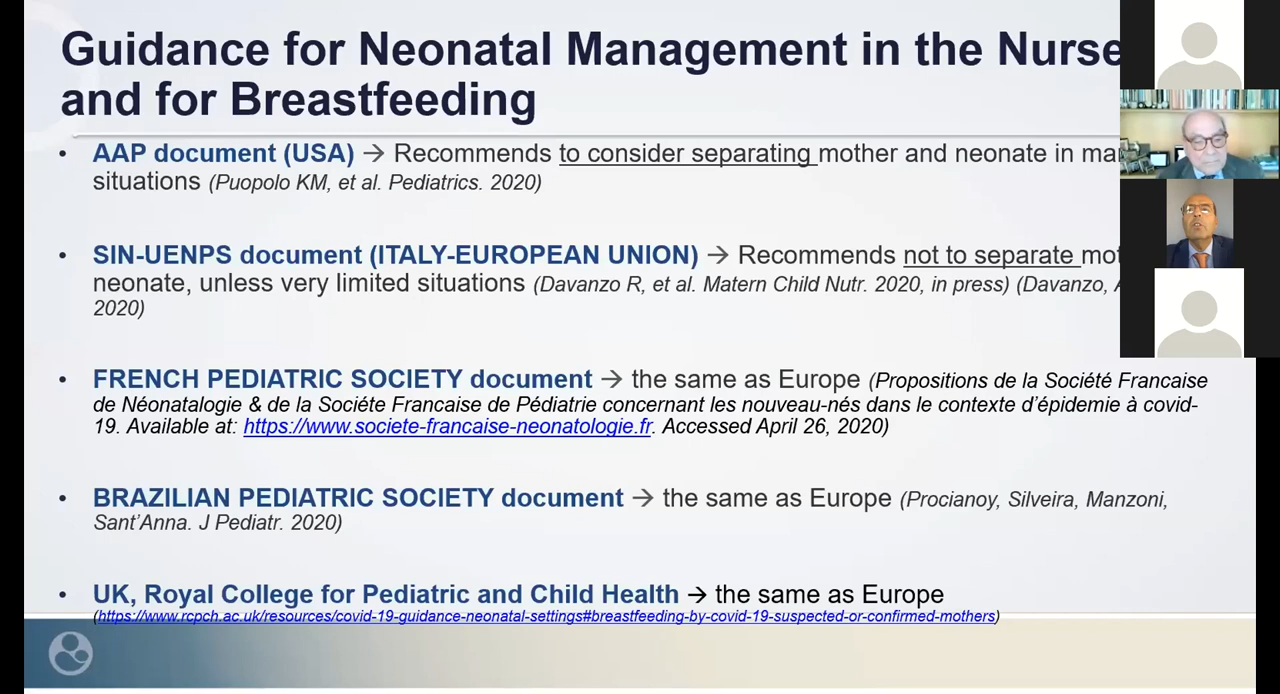 Guidance for Neonatal Management in the
and for Breastfeeding
• AAP document (USA) → Recommends to consider separating mother and neonate in
situations (Puopolo KM, et al. Pediatrics. 2020)
• SIN-UENPS document (ITALY-EUROPEAN UNION) → Recommends not to separate
neonate, unless very limited situations (Davanzo R, et al. Matern Child Nutr. 2020, in press) (Davanzo,
2020)
• FRENCH PEDIATRIC SOCIETY document → the same as Europe (Propositions de la Société Francaise
de Néonatalogie & de la Sociéte Francaise de Pédiatrie concernant les nouveau-nés dans le contexte d’épidemie à covid-
19. Available at: https://www.societe-francaise-neonatologie.fr. Accessed April 26, 2020)
• BRAZILIAN PEDIATRIC SOCIETY document → the same as Europe (Procianoy, Silveira, Manzoni,
Sant’Anna. J Pediatr. 2020)
• UK, Royal College for Pediatric and Child Health → the same as Europe
(https://www.rcpch.ac.uk/resources/covid-19-guidance-neonatal-settings#breastfeeding-by-covid-19-suspected-or-confirmed-mothers)